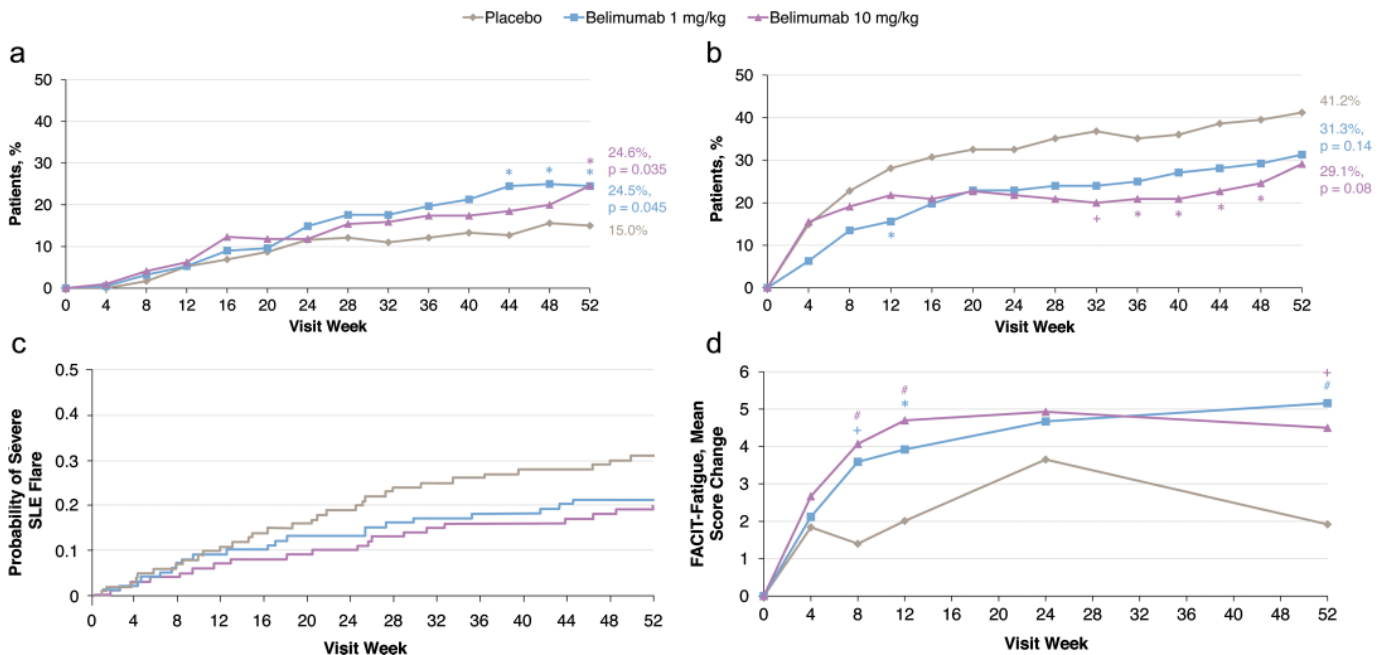 Placebo Belimumab 1 mg/kg Belimumab 10 mg/kg
a
Patients, %
50
40
30
20
10
0
0 4 8 12 16 20 24 28 32 36 40 44 48 52
Visit Week
* * * *
24.6%,
p = 0.035
24.5%,
p = 0.045
15.0%
b
Patients, %
50
40
30
20
10
0
0 4 8 12 16 20 24 28 32 36 40 44 48 52
Visit Week
* + * * * *
41.2%
31.3%,
p = 0.14
29.1%,
p = 0.08
c
Probability of Severe
SLE Flare
0.5
0.4
0.3
0.2
0.1
0
0 4 8 12 16 20 24 28 32 36 40 44 48 52
Visit Week
d
FACIT-Fatigue, Mean
Score Change
6
5
4
3
2
1
0
# # +
+ * #
0 4 8 12 24 36 40 44 48 52
Visit Week